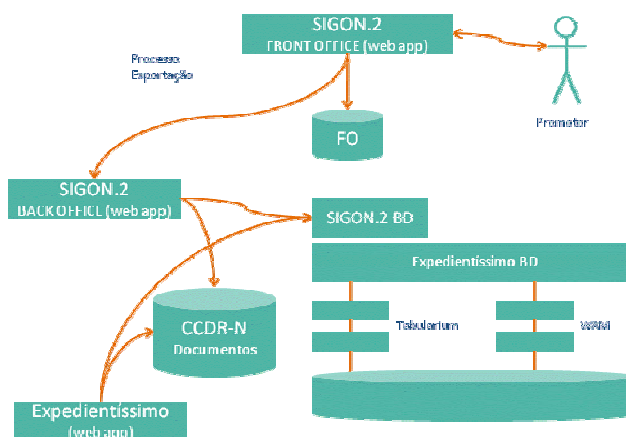 SIGON.2
FRONT OFFICE (web app)
Processo
Exportação
Promotor
FO
SIGON.2
BACK OFFICE (web app)
SIGON.2 BD
Expedientíssimo BD
Tabularium
WAM
CCDR-N
Documentos
Expedientíssimo
(web app)